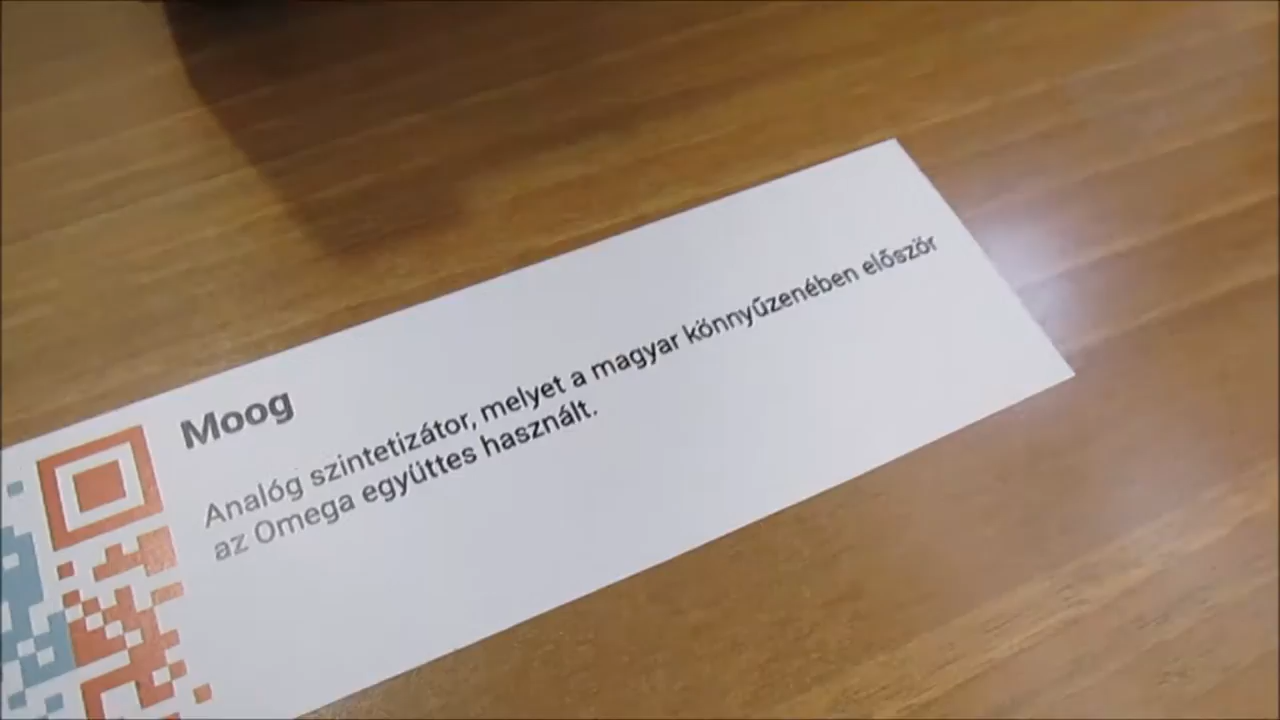 Moog
Analóg szintetizátor, melyet a magyar könnyűzenében először
az Omega együttes használt.